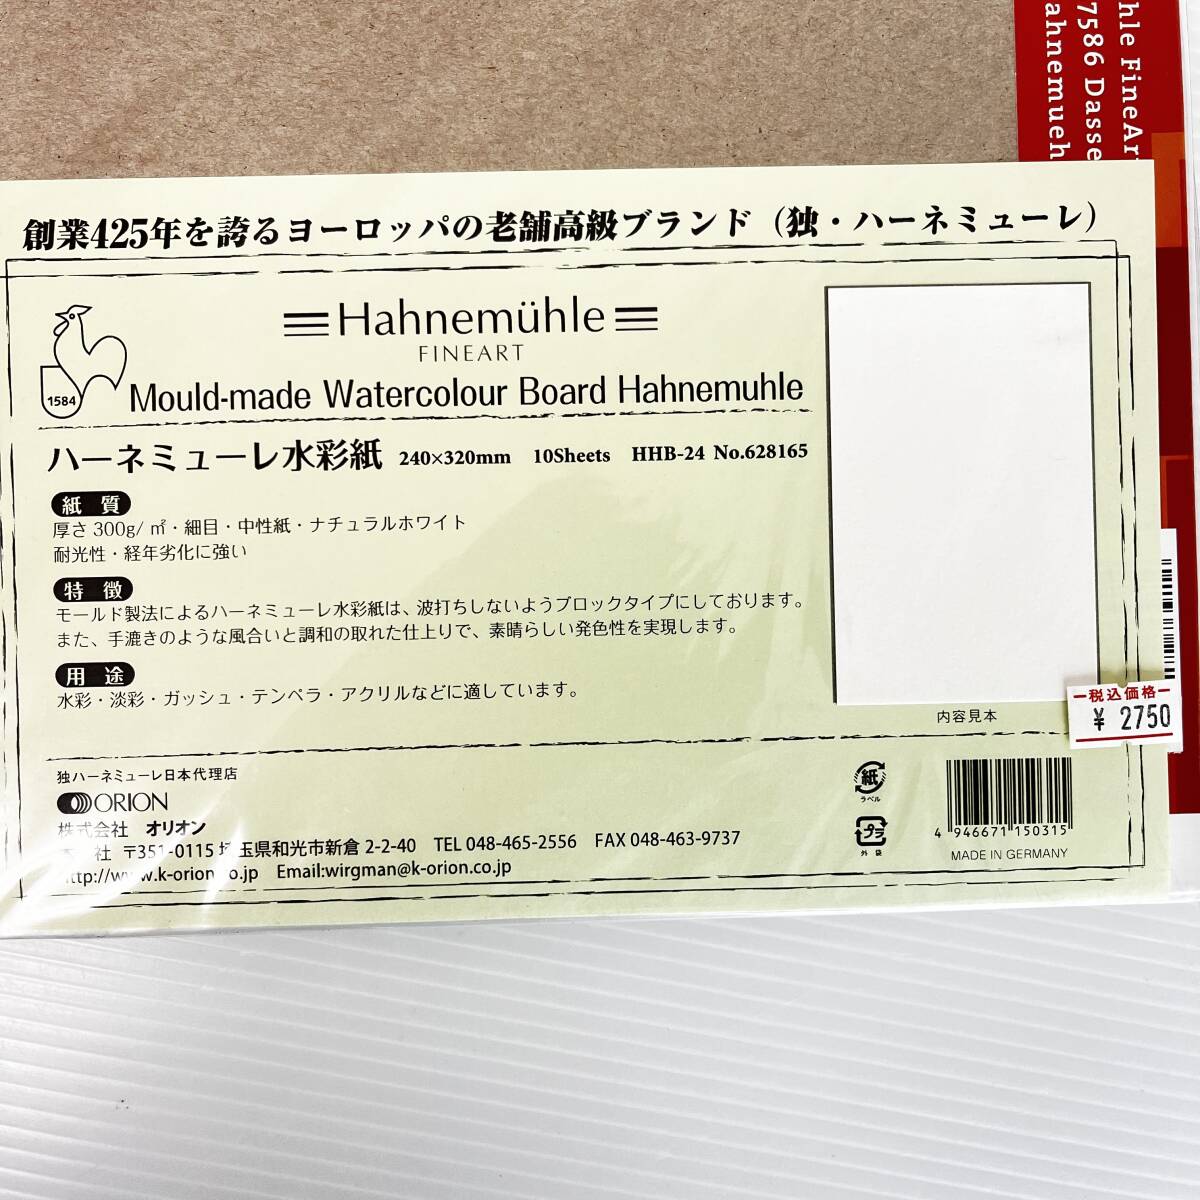 hle FineAr
7586 Dasse
ahnemueh
創業425年を誇るヨーロッパの老舗高級ブランド（独・ハーネミューレ）
Hahnemühle
FINEART
1584
Mould-made Watercolour Board Hahnemuhle
ハーネミューレ水彩紙 240×320mm 10Sheets HHB-24 No.628165
紙質
厚さ300g/㎡・細目・中性紙・ナチュラルホワイト
耐光性・経年劣化に強い
特徴
モールド製法によるハーネミューレ水彩紙は、波打ちしないようブロックタイプにしております。
また、手漉きのような風合いと調和の取れた仕上りで、素晴らしい発色性を実現します。
用途
水彩・淡彩・ガッシュ・テンペラ・アクリルなどに適しています。
内容見本
税込価格
¥ 2750
独ハーネミューレ日本代理店
ORION
株式会社 オリオン
本 社 〒351-0115 埼玉県和光市新倉 2-2-40 TEL 048-465-2556 FAX 048-463-9737
http://www.k-orion.co.jp Email:wirgman@k-orion.co.jp
紙
ラベル
プラ
外袋
4 946671 150315
MADE IN GERMANY